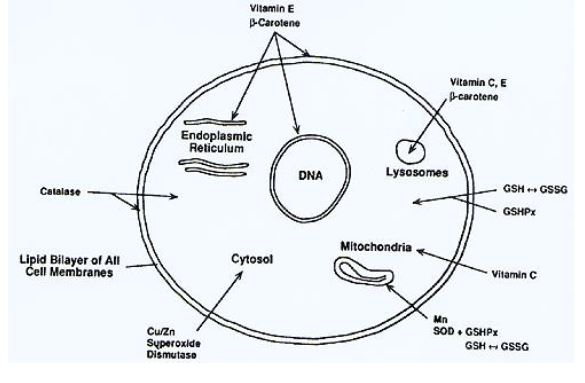 Vitamin E
β-Carotene
Vitamin C, E
β-carotene
Endoplasmic
Reticulum
DNA
Lysosomes
Catalase
GSH ↔ GSSG
GSHPx
Lipid Bilayer of All
Cell Membranes
Cytosol
Mitochondria
Vitamin C
Cu/Zn
Superoxide
Dismutase
Mn
SOD + GSHPx
GSH ↔ GSSG